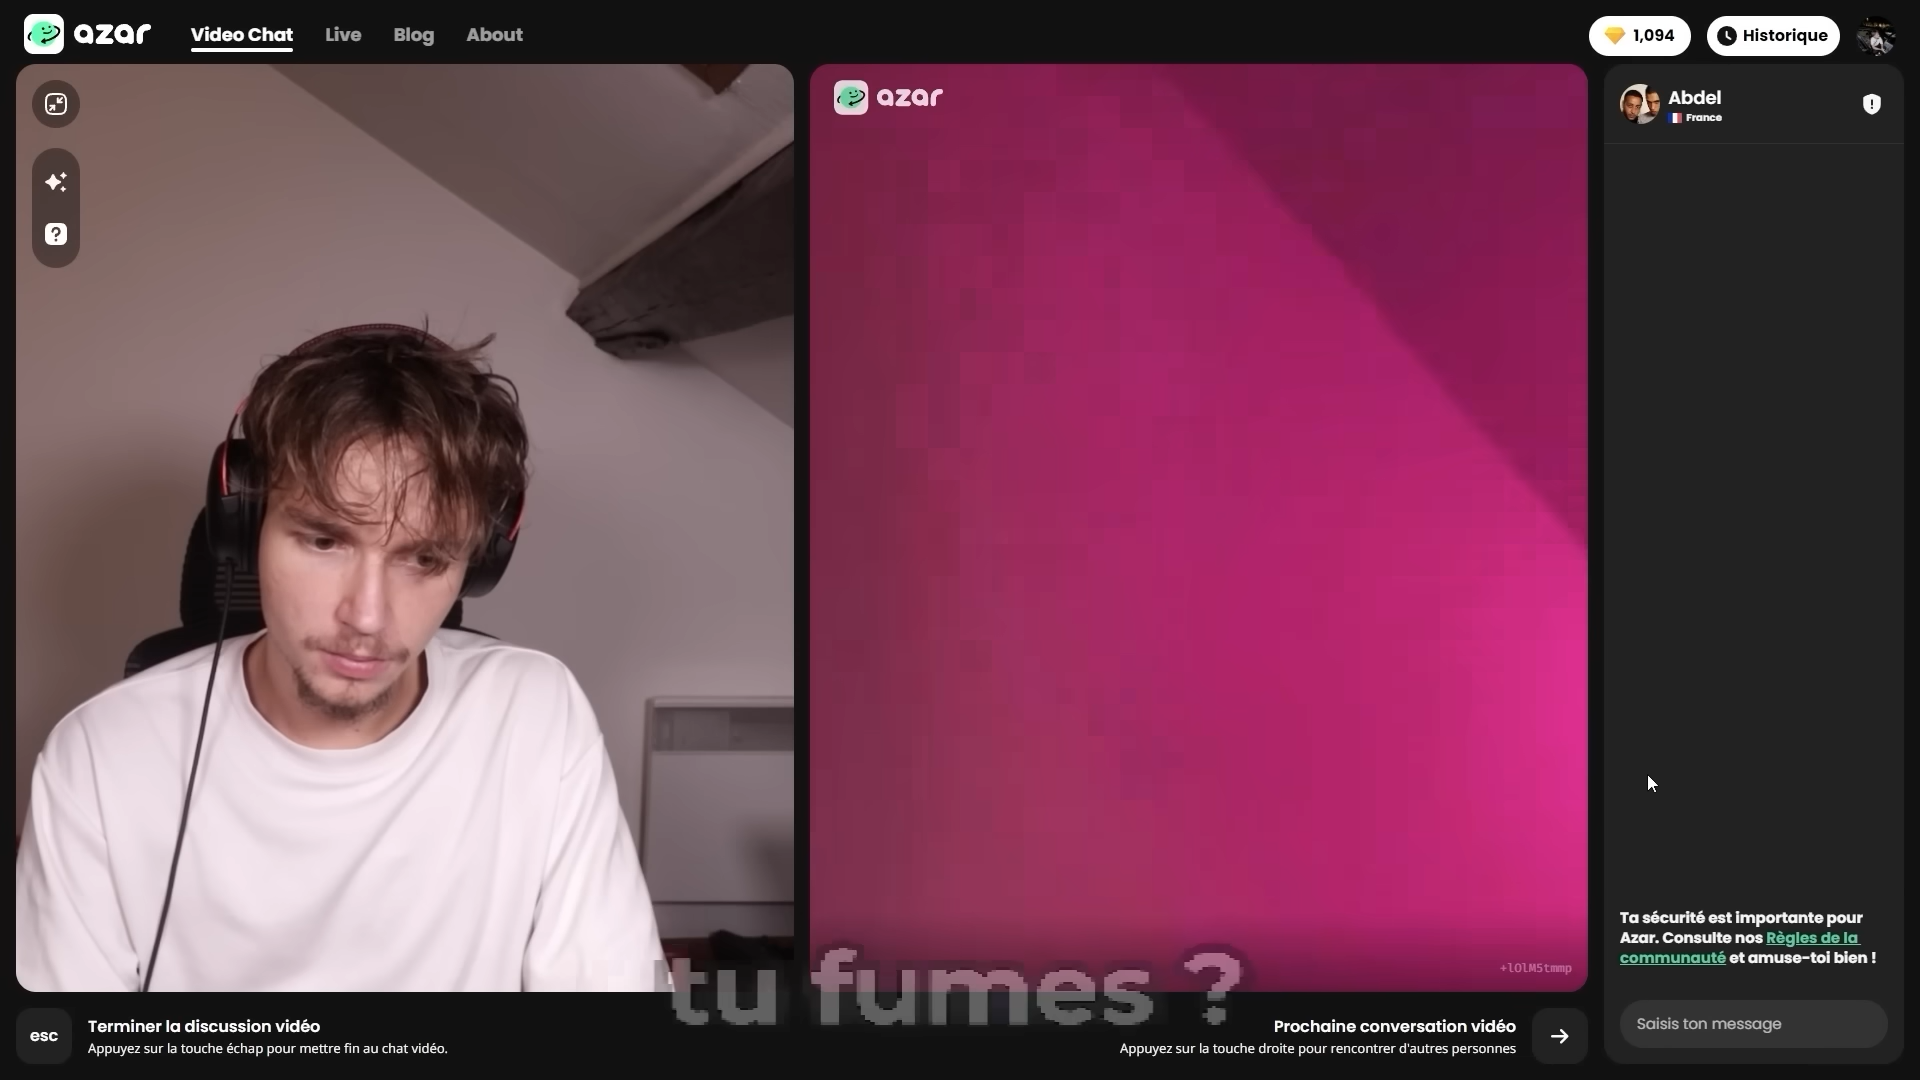 azar
Video Chat
Live
Blog
About
1,094
Historique
azar
Abdel
France
Ta sécurité est importante pour
Azar. Consulte nos Règles de la
communauté et amuse-toi bien !
+lOlM5tmmp
tu fumes ?
esc
Terminer la discussion vidéo
Appuyez sur la touche échap pour mettre fin au chat vidéo.
Prochaine conversation vidéo
Appuyez sur la touche droite pour rencontrer d'autres personnes
Saisis ton message